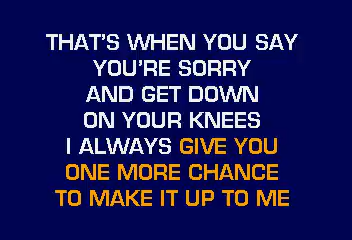 THAT'S WHEN YOU SAY
YOU'RE SORRY
AND GET DOWN
ON YOUR KNEES
I ALWAYS GIVE YOU
ONE MORE CHANCE
TO MAKE IT UP TO ME